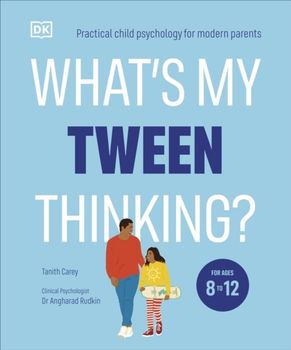 DK
Practical child psychology for modern parents
WHAT'S MY
TWEEN
THINKING?
Tanith Carey
Clinical Psychologist
Dr Angharad Rudkin
FOR AGES
8 TO 12